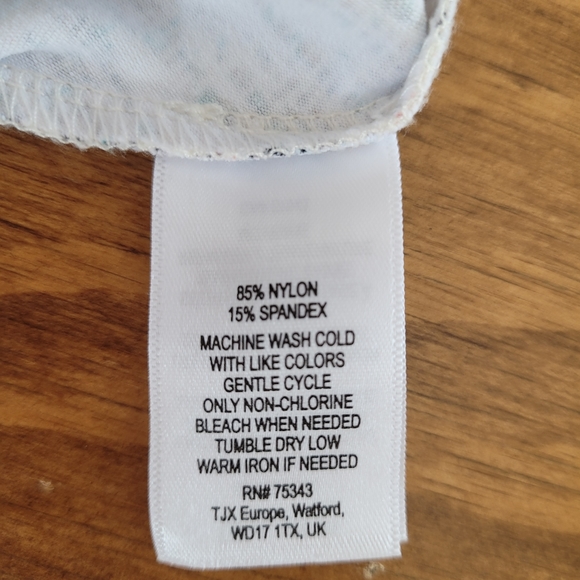 85% NYLON
15% SPANDEX
MACHINE WASH COLD
WITH LIKE COLORS
GENTLE CYCLE
ONLY NON-CHLORINE
BLEACH WHEN NEEDED
TUMBLE DRY LOW
WARM IRON IF NEEDED
RN# 75343
TJX Europe, Watford,
WD17 1TX, UK